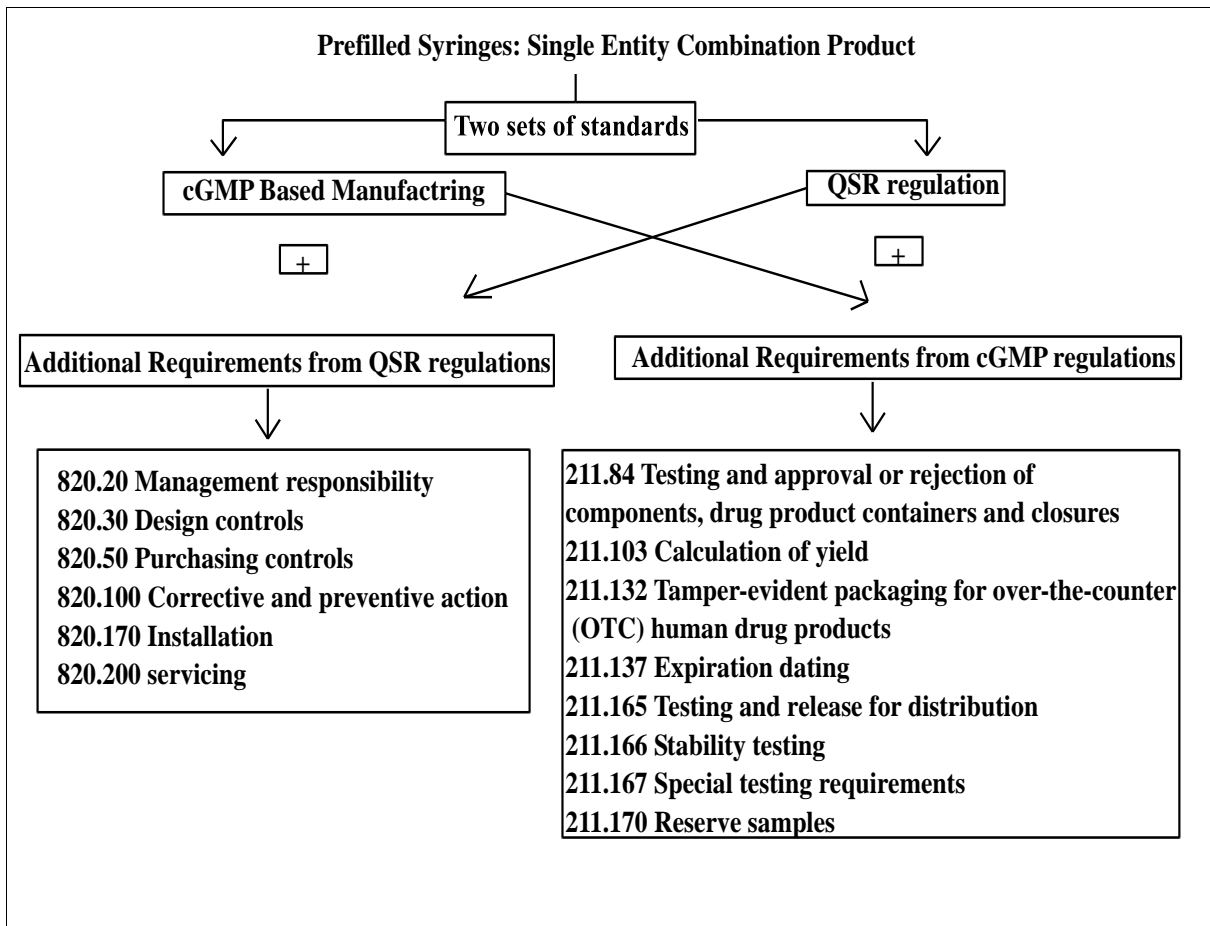 Prefilled Syringes: Single Entity Combination Product
Two sets of standards
cGMP Based Manufactring
QSR regulation
+
+
Additional Requirements from QSR regulations
Additional Requirements from cGMP regulations
820.20 Management responsibility
820.30 Design controls
820.50 Purchasing controls
820.100 Corrective and preventive action
820.170 Installation
820.200 servicing
211.84 Testing and approval or rejection of
components, drug product containers and closures
211.103 Calculation of yield
211.132 Tamper-evident packaging for over-the-counter
(OTC) human drug products
211.137 Expiration dating
211.165 Testing and release for distribution
211.166 Stability testing
211.167 Special testing requirements
211.170 Reserve samples